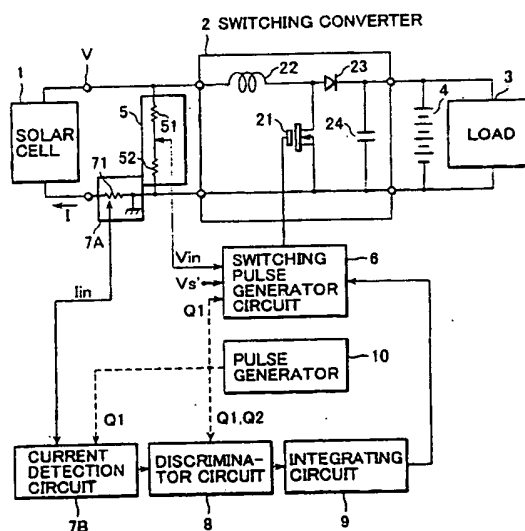 2 SWITCHING CONVERTER
1
V
22
23
3
4
5
51
21
24
SOLAR
CELL
LOAD
71
52
I
7A
6
Vin
Iin
Vs'
Q1
SWITCHING
PULSE
GENERATOR
CIRCUIT
10
PULSE
GENERATOR
Q1
Q1,Q2
CURRENT
DETECTION
CIRCUIT
DISCRIMINA-
TOR CIRCUIT
INTEGRATING
CIRCUIT
7B
8
9